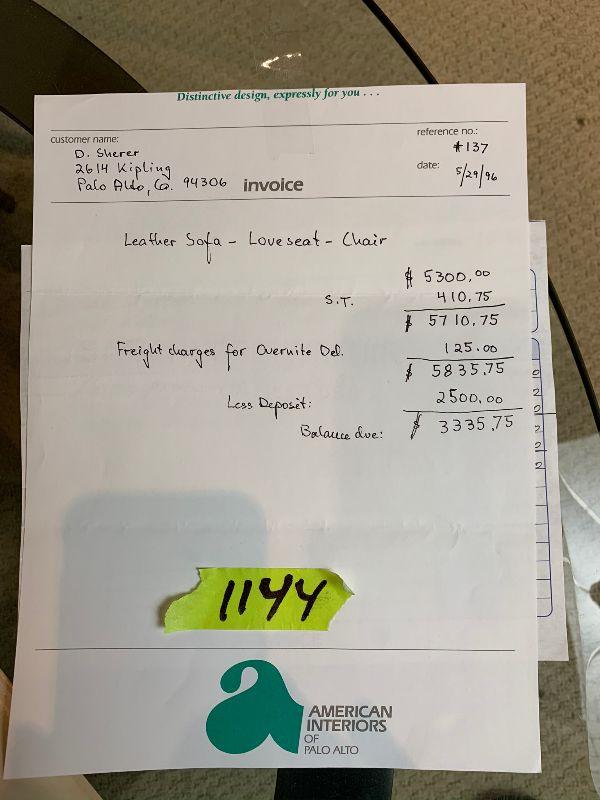 Distinctive design, expressly for you . . .
customer name:
D. Sherer
2614 Kipling
Palo Alto, Ca. 94306
invoice
reference no.:
#137
date: 5/29/96
Leather Sofa - Loveseat - Chair
$ 5300.00
S.T. 410.75
$ 5710.75
Freight charges for Overnite Del. 125.00
$ 5835.75
Less Deposit: 2500.00
Balance due: $ 3335.75
1144
AMERICAN
INTERIORS
OF
PALO ALTO